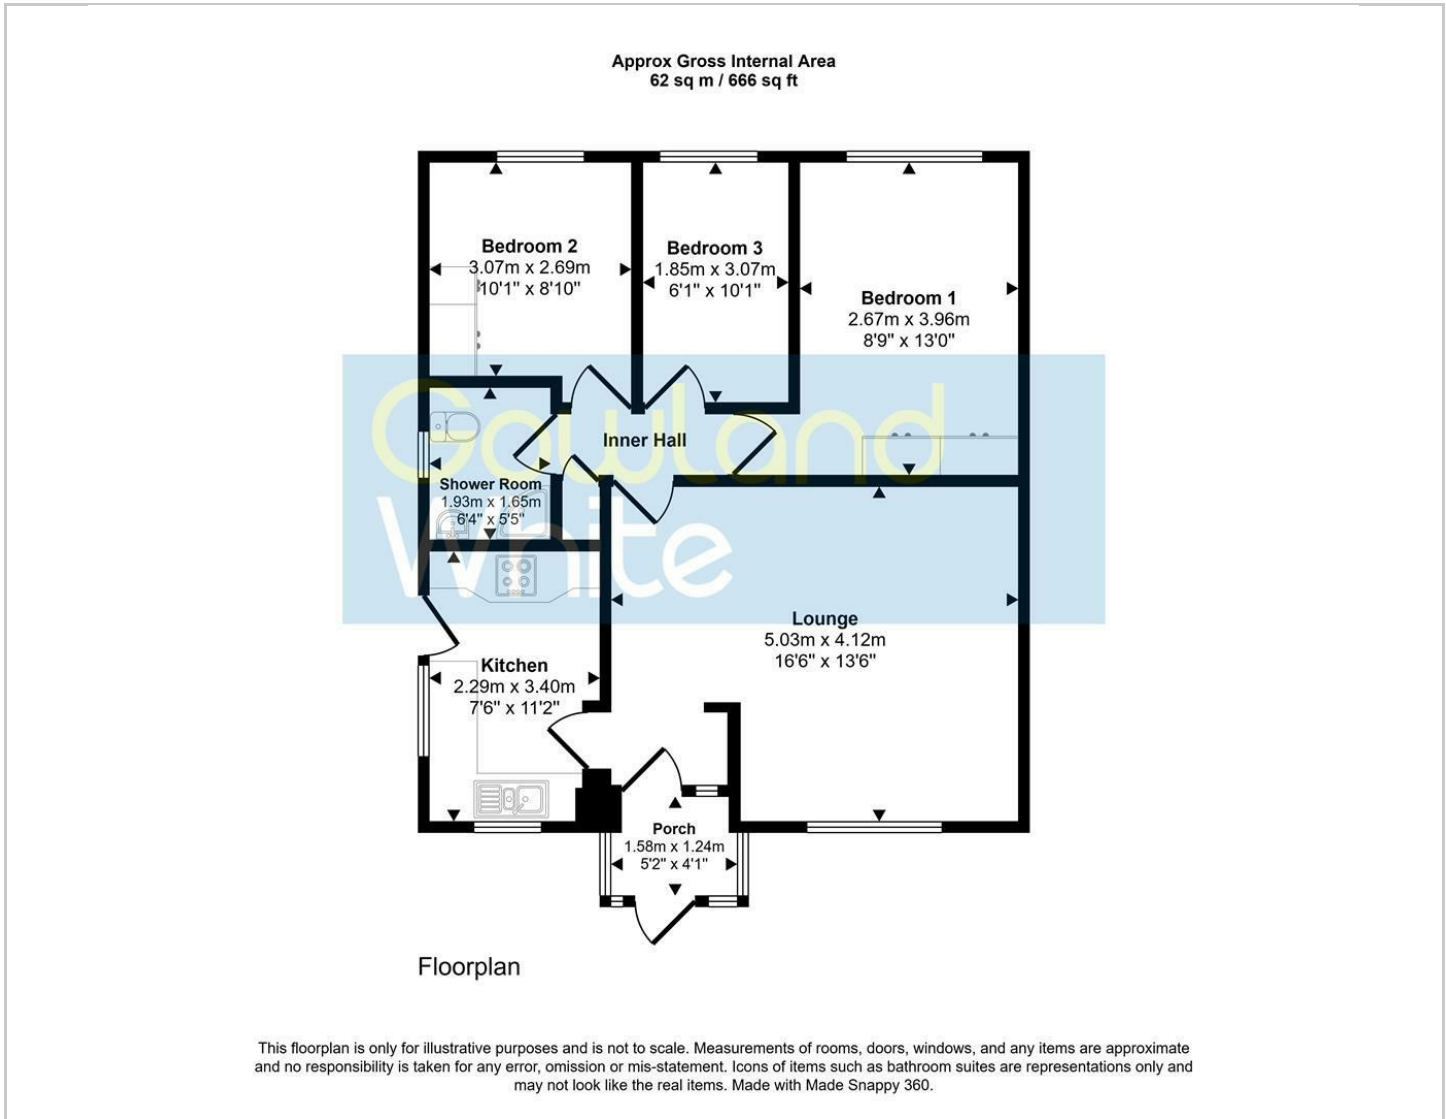 Approx Gross Internal Area
62 sq m / 666 sq ft
Bedroom 2
3.07m x 2.69m
10'1" x 8'10"
Bedroom 3
1.85m x 3.07m
6'1" x 10'1"
Bedroom 1
2.67m x 3.96m
8'9" x 13'0"
Gowland
White
Inner Hall
Shower Room
1.93m x 1.65m
6'4" x 5'5"
Lounge
5.03m x 4.12m
16'6" x 13'6"
Kitchen
2.29m x 3.40m
7'6" x 11'2"
Porch
1.58m x 1.24m
5'2" x 4'1"
Floorplan
This floorplan is only for illustrative purposes and is not to scale. Measurements of rooms, doors, windows, and any items are approximate
and no responsibility is taken for any error, omission or mis-statement. Icons of items such as bathroom suites are representations only and
may not look like the real items. Made with Made Snappy 360.